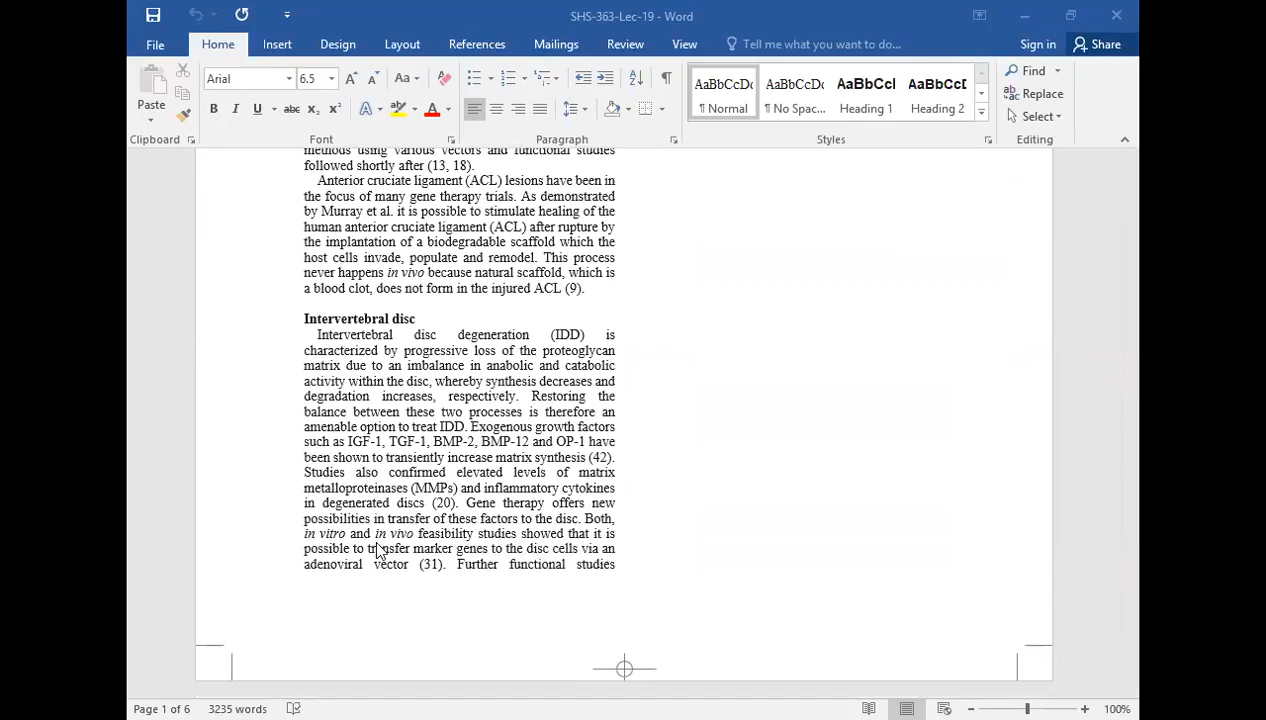 SHS-363-Lec-19 - Word
File Home Insert Design Layout References Mailings Review View Tell me what you want to do... Sign in Share
Paste
Clipboard
Arial 6.5
Font
Paragraph
AaBbCcDc AaBbCcDc AaBbCcI AaBbCcD
¶ Normal ¶ No Spac... Heading 1 Heading 2
Styles
Find
Replace
Select
Editing
methods using various vectors and functional studies
followed shortly after (13, 18).
Anterior cruciate ligament (ACL) lesions have been in
the focus of many gene therapy trials. As demonstrated
by Murray et al. it is possible to stimulate healing of the
human anterior cruciate ligament (ACL) after rupture by
the implantation of a biodegradable scaffold which the
host cells invade, populate and remodel. This process
never happens in vivo because natural scaffold, which is
a blood clot, does not form in the injured ACL (9).
Intervertebral disc
Intervertebral disc degeneration (IDD) is
characterized by progressive loss of the proteoglycan
matrix due to an imbalance in anabolic and catabolic
activity within the disc, whereby synthesis decreases and
degradation increases, respectively. Restoring the
balance between these two processes is therefore an
amenable option to treat IDD. Exogenous growth factors
such as IGF-1, TGF-1, BMP-2, BMP-12 and OP-1 have
been shown to transiently increase matrix synthesis (42).
Studies also confirmed elevated levels of matrix
metalloproteinases (MMPs) and inflammatory cytokines
in degenerated discs (20). Gene therapy offers new
possibilities in transfer of these factors to the disc. Both,
in vitro and in vivo feasibility studies showed that it is
possible to transfer marker genes to the disc cells via an
adenoviral vector (31). Further functional studies
Page 1 of 6 3235 words 100%